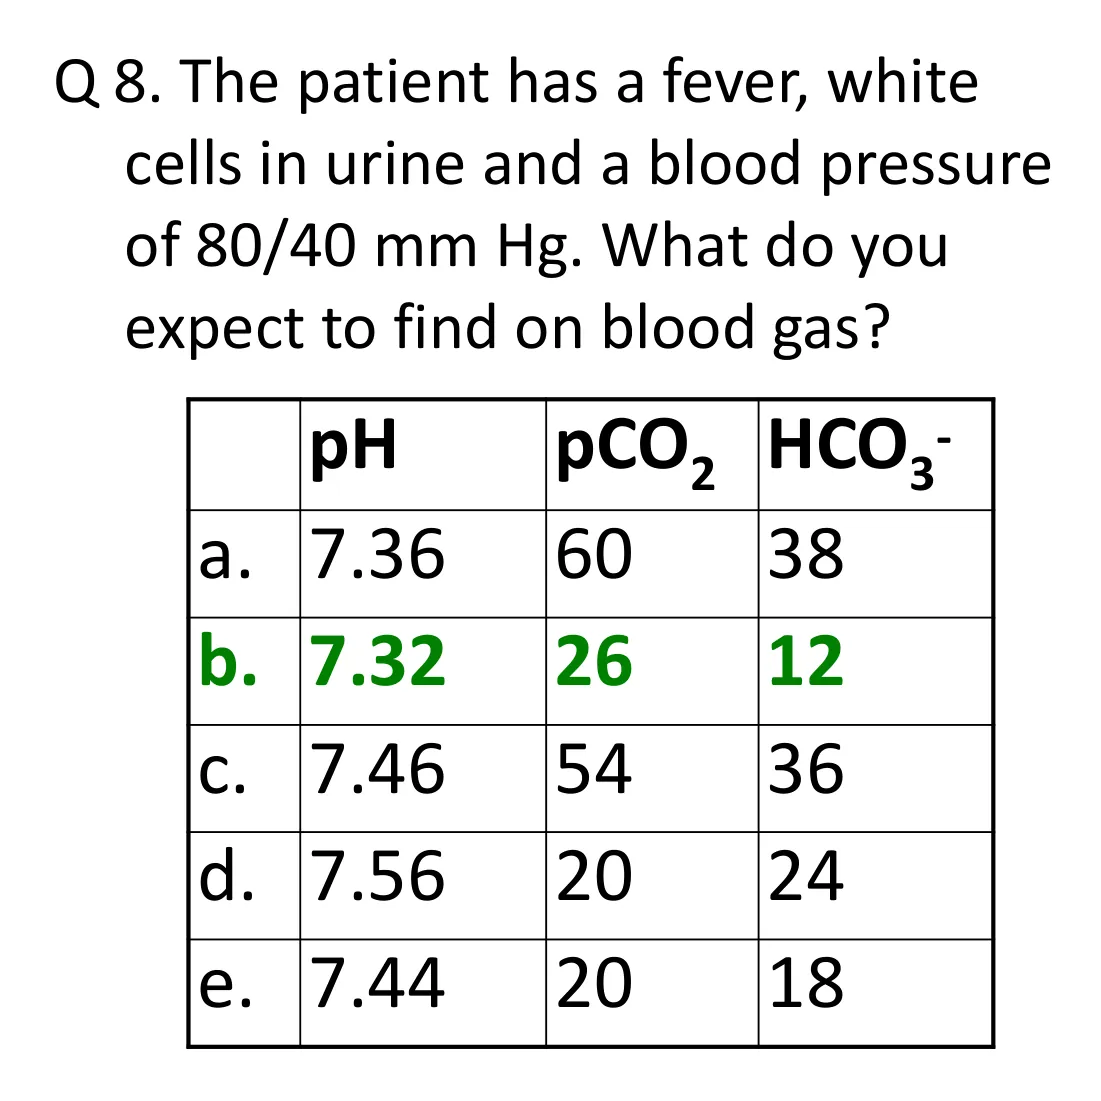 Q 8. The patient has a fever, white
cells in urine and a blood pressure
of 80/40 mm Hg. What do you
expect to find on blood gas?
pH pCO₂ HCO₃⁻
a. 7.36 60 38
b. 7.32 26 12
c. 7.46 54 36
d. 7.56 20 24
e. 7.44 20 18